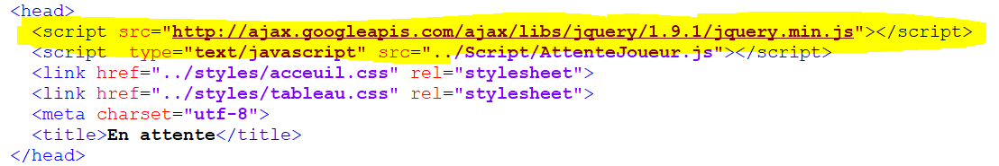 <head>
<script src="http://ajax.googleapis.com/ajax/libs/jquery/1.9.1/jquery.min.js"></script>
<script  type="text/javascript" src="../Script/AttenteJoueur.js"></script>
<link href="../styles/acceuil.css" rel="stylesheet">
<link href="../styles/tableau.css" rel="stylesheet">
<meta charset="utf-8">
<title>En attente</title>
</head>